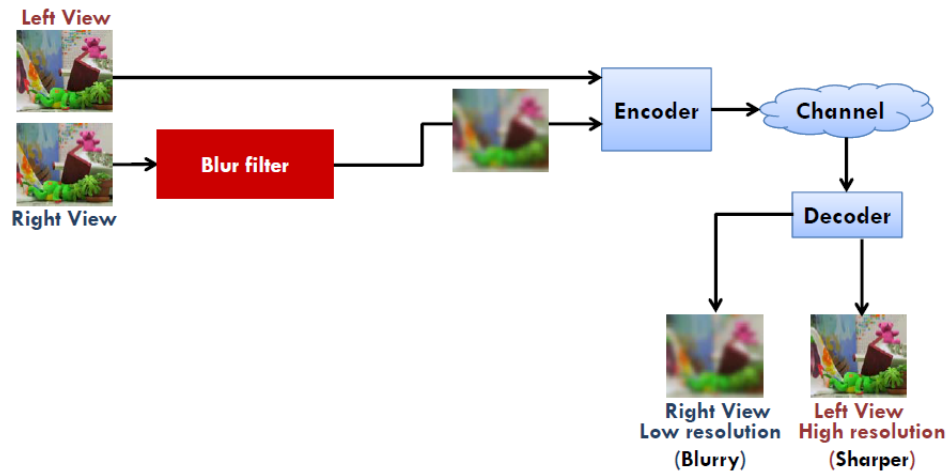 Left View
Blur filter
Right View
Encoder
Channel
Decoder
Right View
Low resolution
(Blurry)
Left View
High resolution
(Sharper)